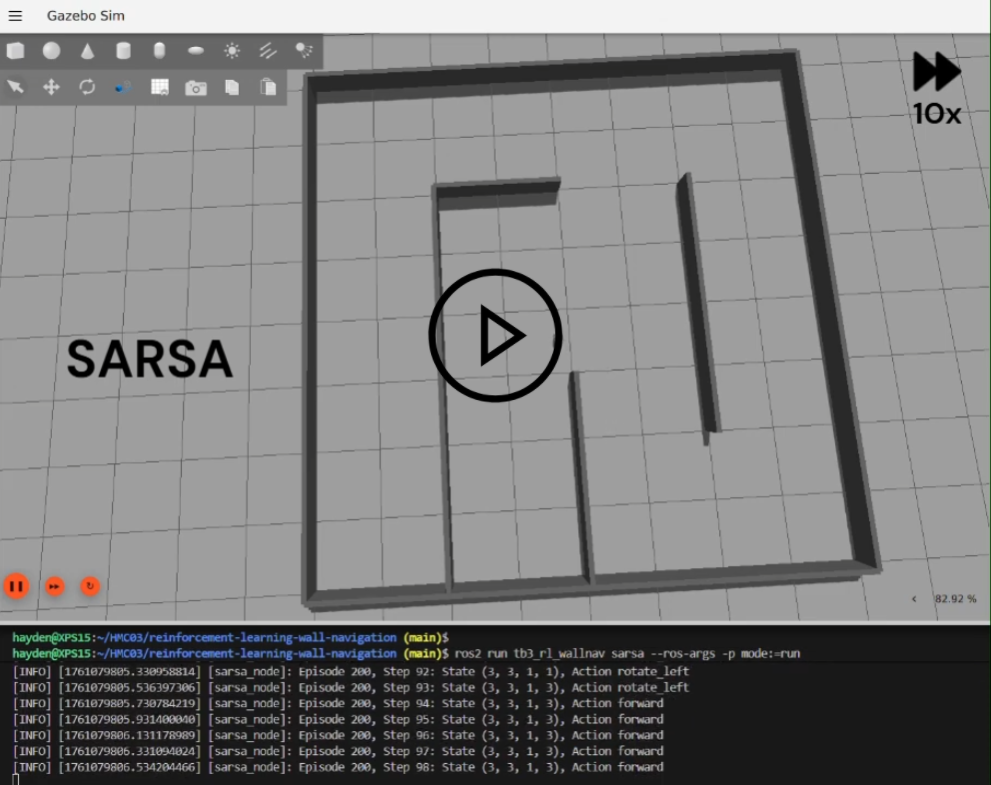 Gazebo Sim
10x
SARSA
82.92 %
hayden@XPS15:~/HMC03/reinforcement-learning-wall-navigation (main)$
hayden@XPS15:~/HMC03/reinforcement-learning-wall-navigation (main)$ ros2 run tb3_rl_wallnav sarsa --ros-args -p mode:=run
[INFO] [1761079805.330958814] [sarsa_node]: Episode 200, Step 92: State (3, 3, 1, 1), Action rotate_left
[INFO] [1761079805.536397306] [sarsa_node]: Episode 200, Step 93: State (3, 3, 1, 3), Action rotate_left
[INFO] [1761079805.730784219] [sarsa_node]: Episode 200, Step 94: State (3, 3, 1, 3), Action forward
[INFO] [1761079805.931400040] [sarsa_node]: Episode 200, Step 95: State (3, 3, 1, 3), Action forward
[INFO] [1761079806.131178989] [sarsa_node]: Episode 200, Step 96: State (3, 3, 1, 3), Action forward
[INFO] [1761079806.331094024] [sarsa_node]: Episode 200, Step 97: State (3, 3, 1, 3), Action forward
[INFO] [1761079806.534204466] [sarsa_node]: Episode 200, Step 98: State (3, 3, 1, 3), Action forward